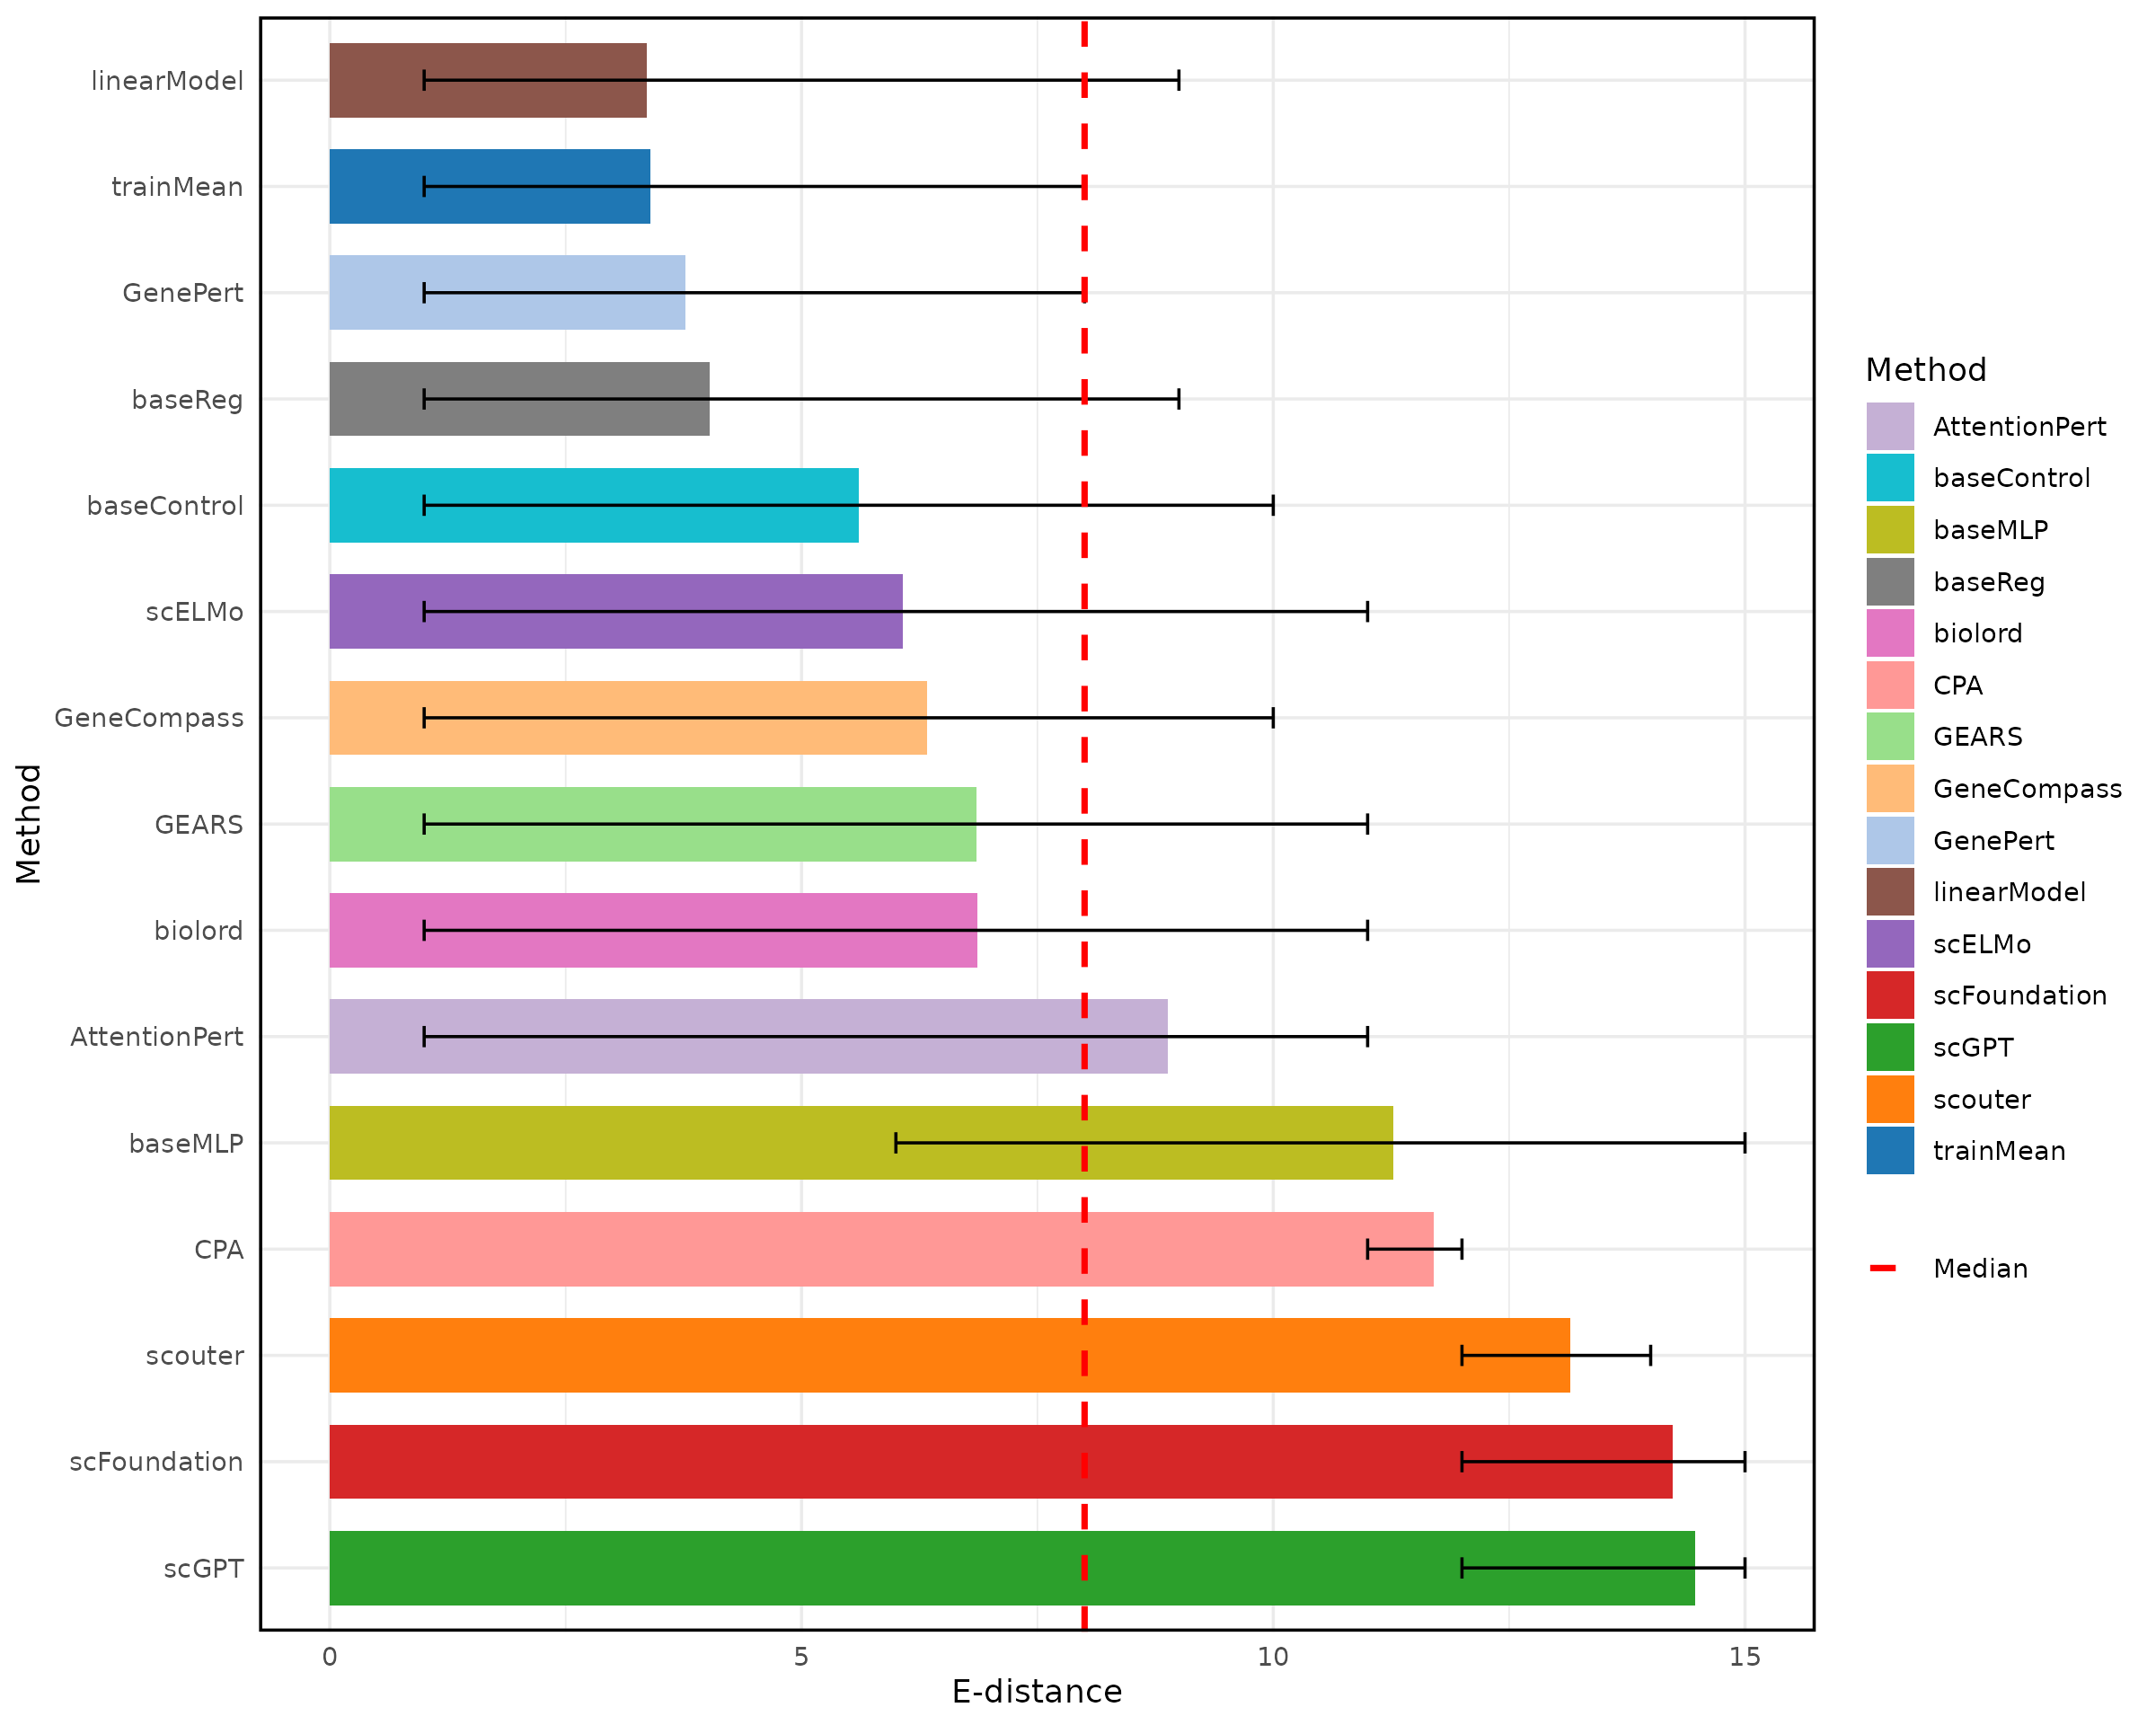 linearModel
trainMean
GenePert
baseReg
baseControl
scELMo
GeneCompass
GEARS
biolord
AttentionPert
baseMLP
CPA
scouter
scFoundation
scGPT
Method
0 5 10 15
E-distance
Method
AttentionPert
baseControl
baseMLP
baseReg
biolord
CPA
GEARS
GeneCompass
GenePert
linearModel
scELMo
scFoundation
scGPT
scouter
trainMean
Median